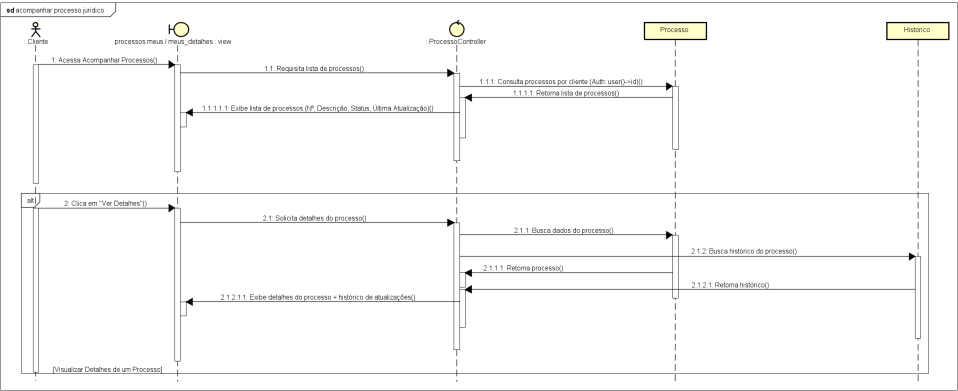 sd acompanhar processo juridico
: Cliente
processos.meus / meus_detalhes : view
: ProcessoController
Processo
Historico
1: Acessa Acompanhar Processos()
1.1: Requisita lista de processos()
1.1.1: Consulta processos por cliente (Auth::user()->id)()
1.1.1.1: Retorna lista de processos()
1.1.1.1.1: Exibe lista de processos (Nº, Descrição, Status, Última Atualização)()
alt
2: Clica em "Ver Detalhes"()
2.1: Solicita detalhes do processo()
2.1.1: Busca dados do processo()
2.1.2: Busca histórico do processo()
2.1.1.1: Retorna processo()
2.1.2.1: Retorna histórico()
2.1.2.1.1: Exibe detalhes do processo + histórico de atualizações()
[Visualizar Detalhes de um Processo]